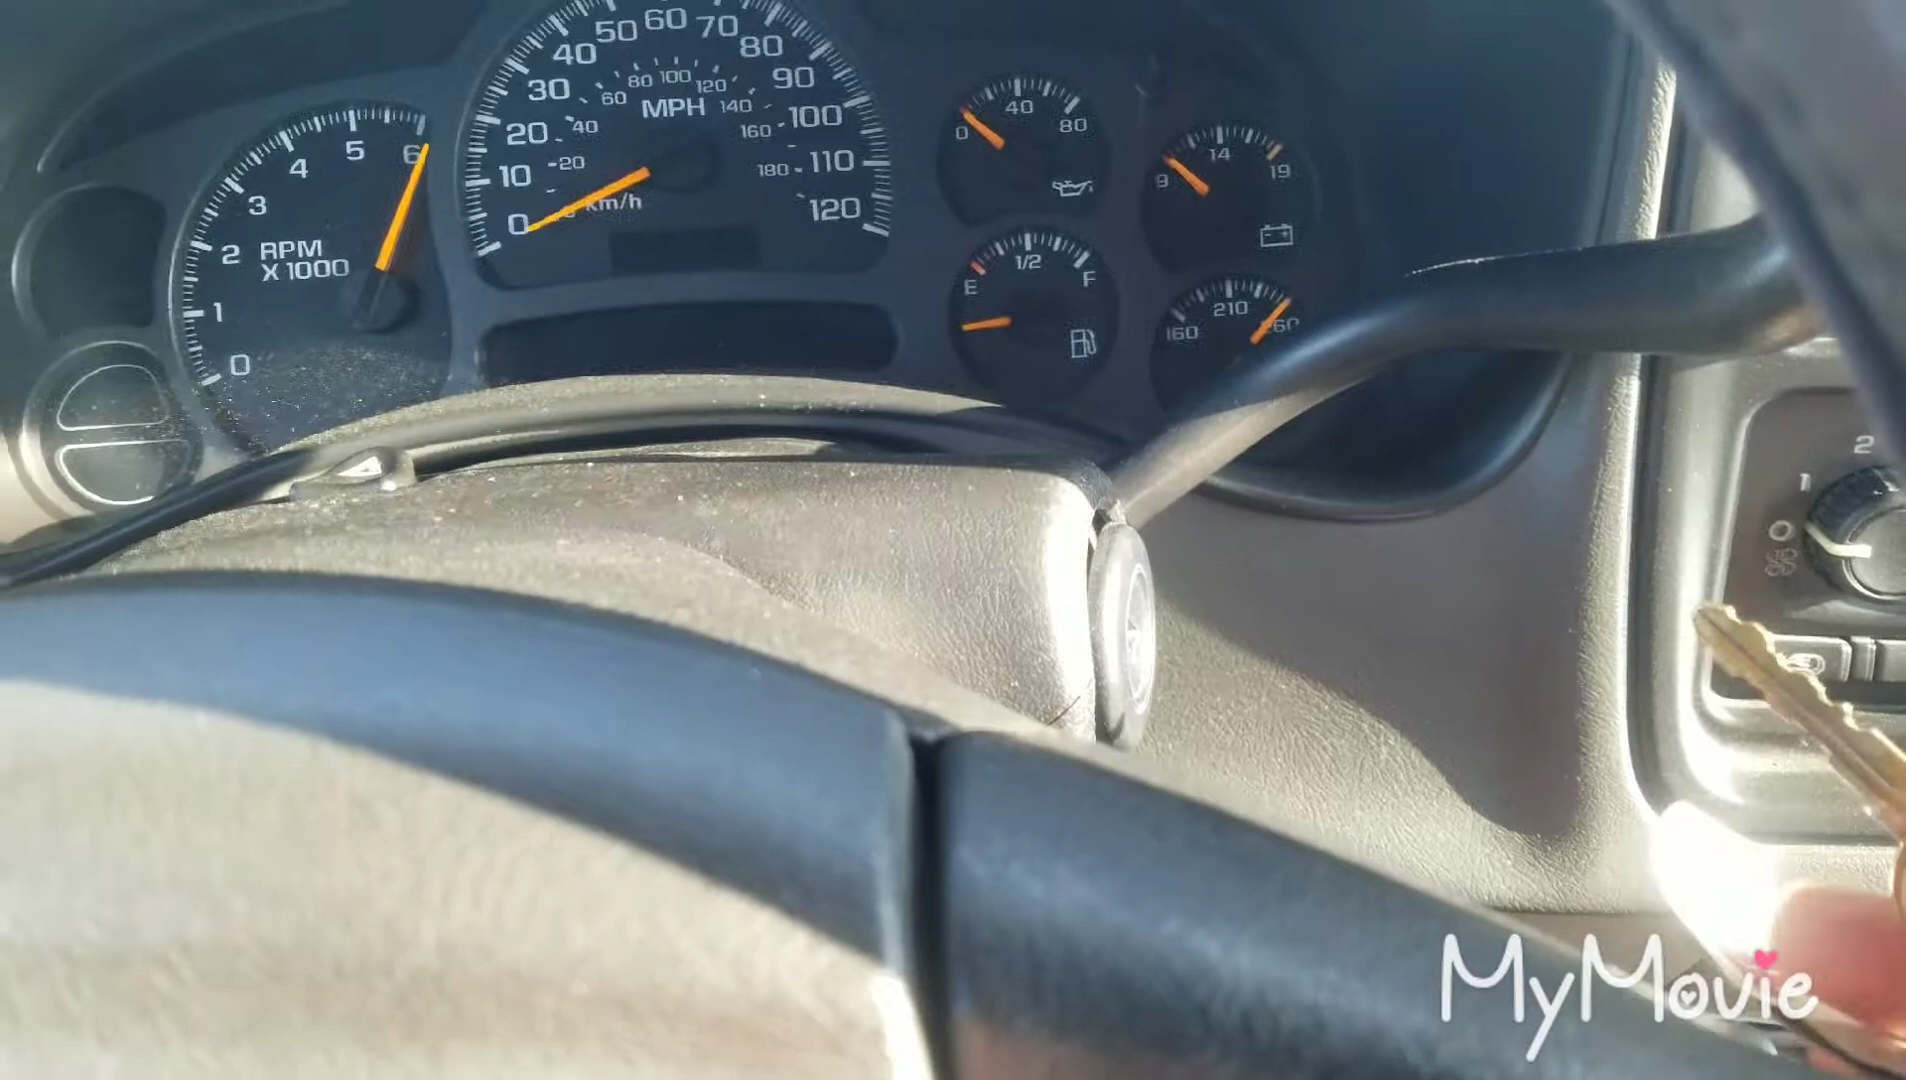 0 1 2 3 4 5 6
RPM
X 1000
0 10 20 30 40 50 60 70 80 90 100 110 120
20 40 60 80 100 120 140 160 180
MPH
km/h
0 40 80
9 14 19
E 1/2 F
160 210 260
0 1 2
MyMovie